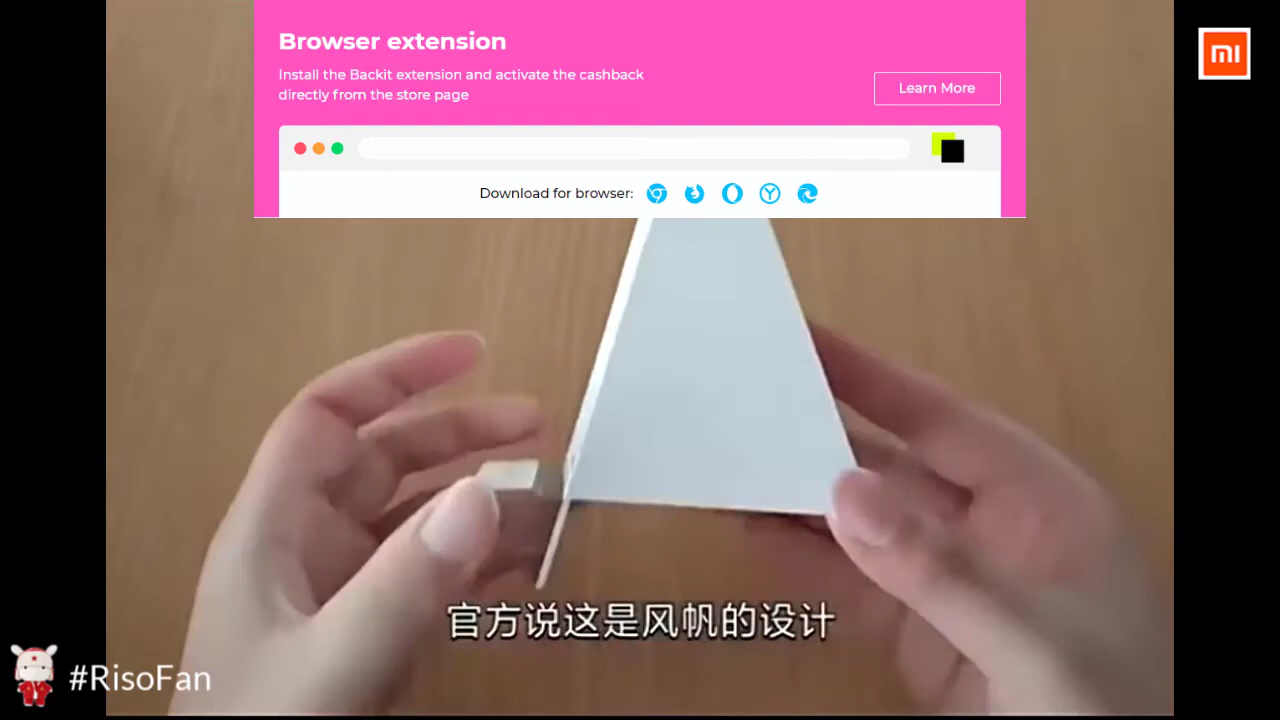 Browser extension
Install the Backit extension and activate the cashback
directly from the store page
Learn More
Download for browser:
官方说这是风帆的设计
#RisoFan
mi